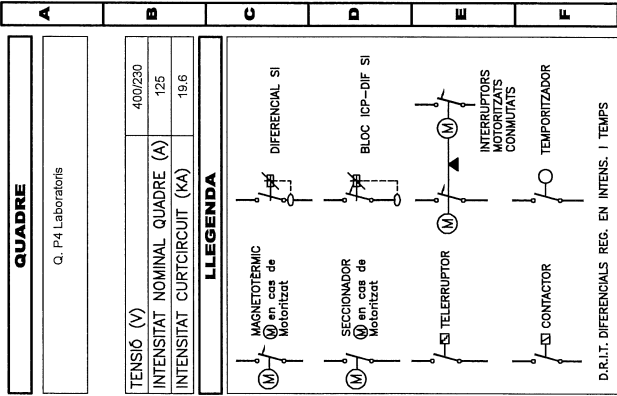 A
B
C
D
E
F
QUADRE
Q. P4 Laboratoris
TENSIÓ (V) 400/230
INTENSITAT NOMINAL QUADRE (A) 125
INTENSITAT CURTCIRCUIT (KA) 19.6
LLEGENDA
MAGNETOTÈRMIC
M en cas de
Motoritzat
M
DIFERENCIAL SI
SECCIONADOR
M en cas de
Motoritzat
M
BLOC ICP-DIF SI
TELERRUPTOR
M
M
INTERRUPTORS
MOTORITZATS
CONMUTATS
CONTACTOR
TEMPORITZADOR
D.R.I.T. DIFERENCIALS REG. EN INTENS. I TEMPS